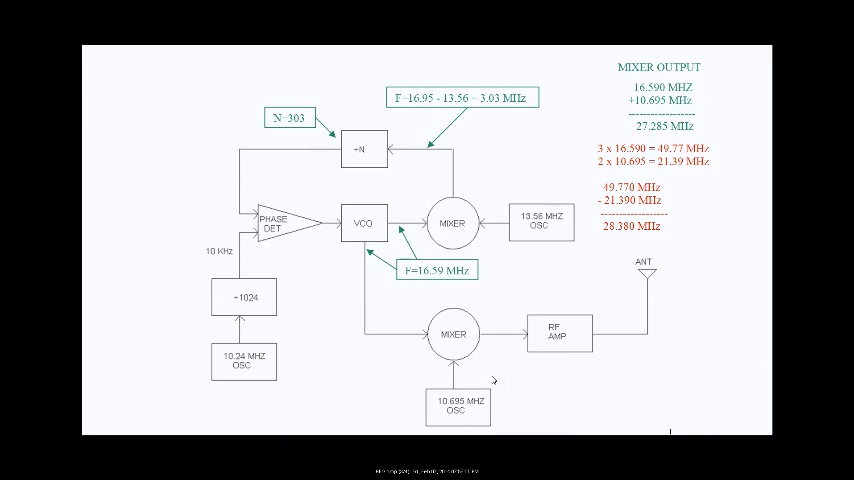 MIXER OUTPUT
16.590 MHZ
+10.695 MHz
------------------
27.285 MHz
3 x 16.590 = 49.77 MHz
2 x 10.695 = 21.39 MHz
49.770 MHz
- 21.390 MHz
------------------
28.380 MHz
F=16.95 - 13.56 = 3.03 MHz
N=303
÷N
PHASE
DET
VCO
MIXER
13.56 MHZ
OSC
10 KHz
F=16.59 MHz
ANT
÷1024
MIXER
RF
AMP
10.24 MHZ
OSC
10.695 MHZ
OSC